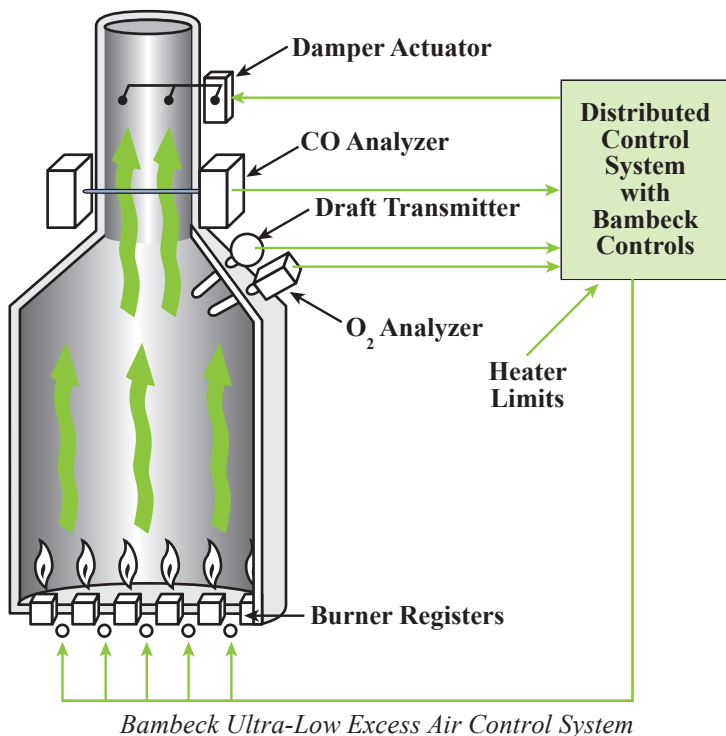 Damper Actuator
CO Analyzer
Draft Transmitter
O₂ Analyzer
Distributed
Control
System
with
Bambeck
Controls
Heater
Limits
Burner Registers
Bambeck Ultra-Low Excess Air Control System